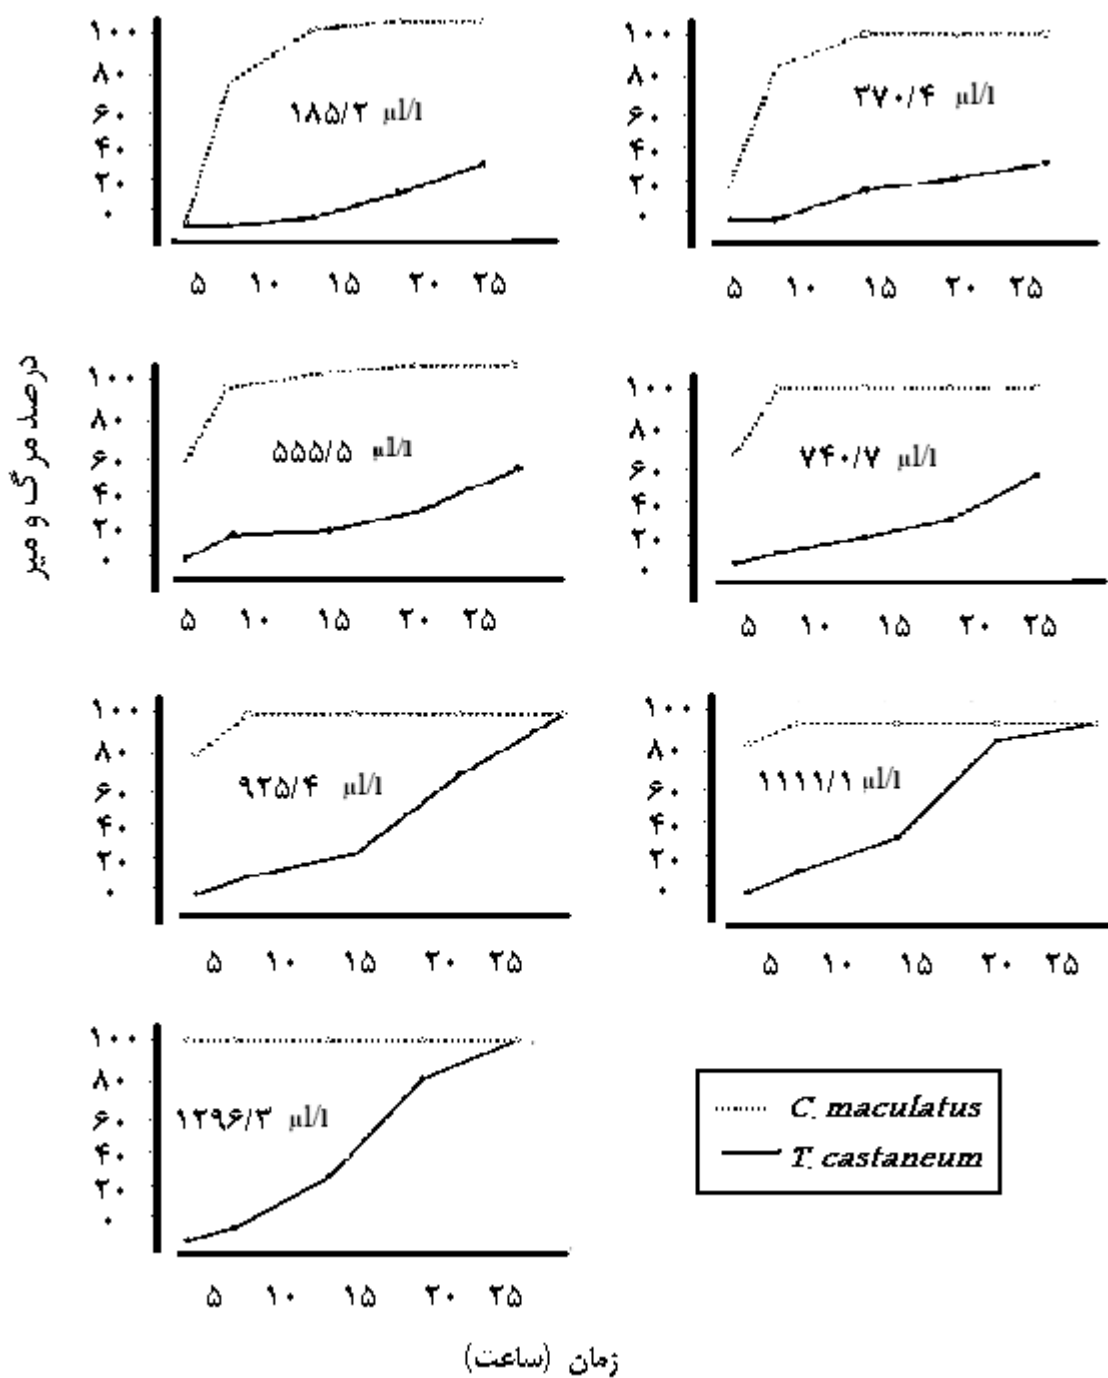 درصد مرگ و میر
۱۰۰
۸۰
۶۰
۴۰
۲۰
۰
۱۸۵/۲ µl/l
۵ ۱۰ ۱۵ ۲۰ ۲۵
۱۰۰
۸۰
۶۰
۴۰
۲۰
۰
۳۷۰/۴ µl/l
۵ ۱۰ ۱۵ ۲۰ ۲۵
۱۰۰
۸۰
۶۰
۴۰
۲۰
۰
۵۵۵/۵ µl/l
۵ ۱۰ ۱۵ ۲۰ ۲۵
۱۰۰
۸۰
۶۰
۴۰
۲۰
۰
۷۴۰/۷ µl/l
۵ ۱۰ ۱۵ ۲۰ ۲۵
۱۰۰
۸۰
۶۰
۴۰
۲۰
۰
۹۲۵/۴ µl/l
۵ ۱۰ ۱۵ ۲۰ ۲۵
۱۰۰
۸۰
۶۰
۴۰
۲۰
۰
۱۱۱۱/۱ µl/l
۵ ۱۰ ۱۵ ۲۰ ۲۵
۱۰۰
۸۰
۶۰
۴۰
۲۰
۰
۱۲۹۶/۳ µl/l
۵ ۱۰ ۱۵ ۲۰ ۲۵
C. maculatus
T. castaneum
زمان (ساعت)